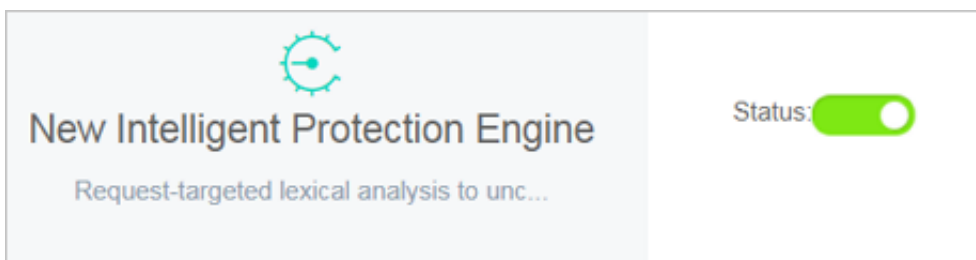 New Intelligent Protection Engine
Status:
Request-targeted lexical analysis to unc...